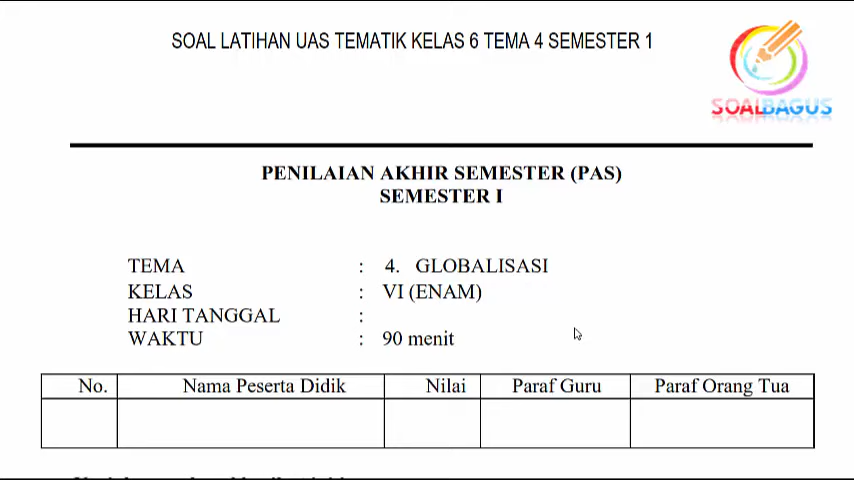 SOAL LATIHAN UAS TEMATIK KELAS 6 TEMA 4 SEMESTER 1
SOALBAGUS
PENILAIAN AKHIR SEMESTER (PAS)
SEMESTER I
TEMA : 4. GLOBALISASI
KELAS : VI (ENAM)
HARI TANGGAL :
WAKTU : 90 menit
No. Nama Peserta Didik Nilai Paraf Guru Paraf Orang Tua